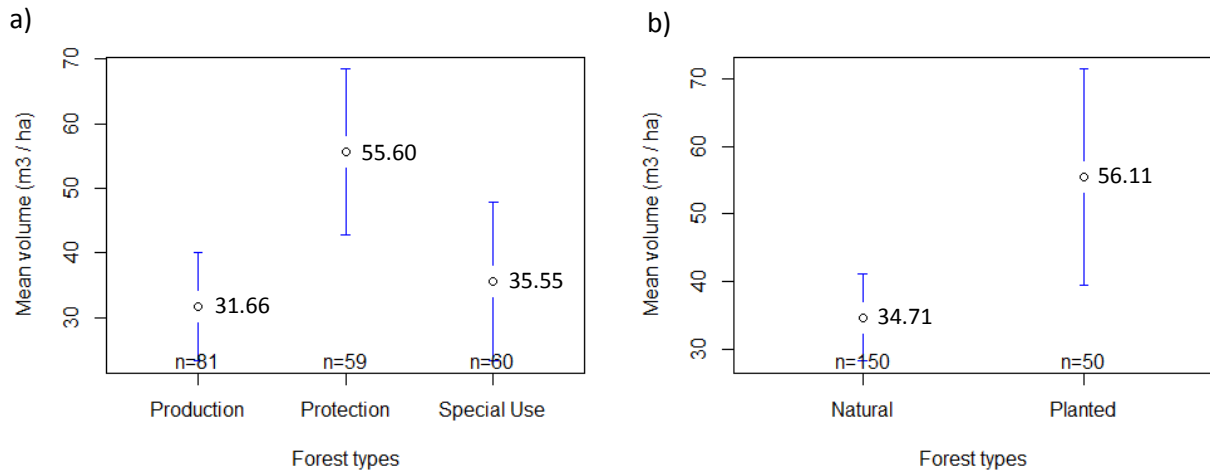 a)
Mean volume (m3 / ha)
70
60
50
40
30
31.66
55.60
35.55
n=81
n=59
n=60
Production
Protection
Special Use
Forest types
b)
Mean volume (m3 / ha)
70
60
50
40
30
34.71
56.11
n=150
n=50
Natural
Planted
Forest types